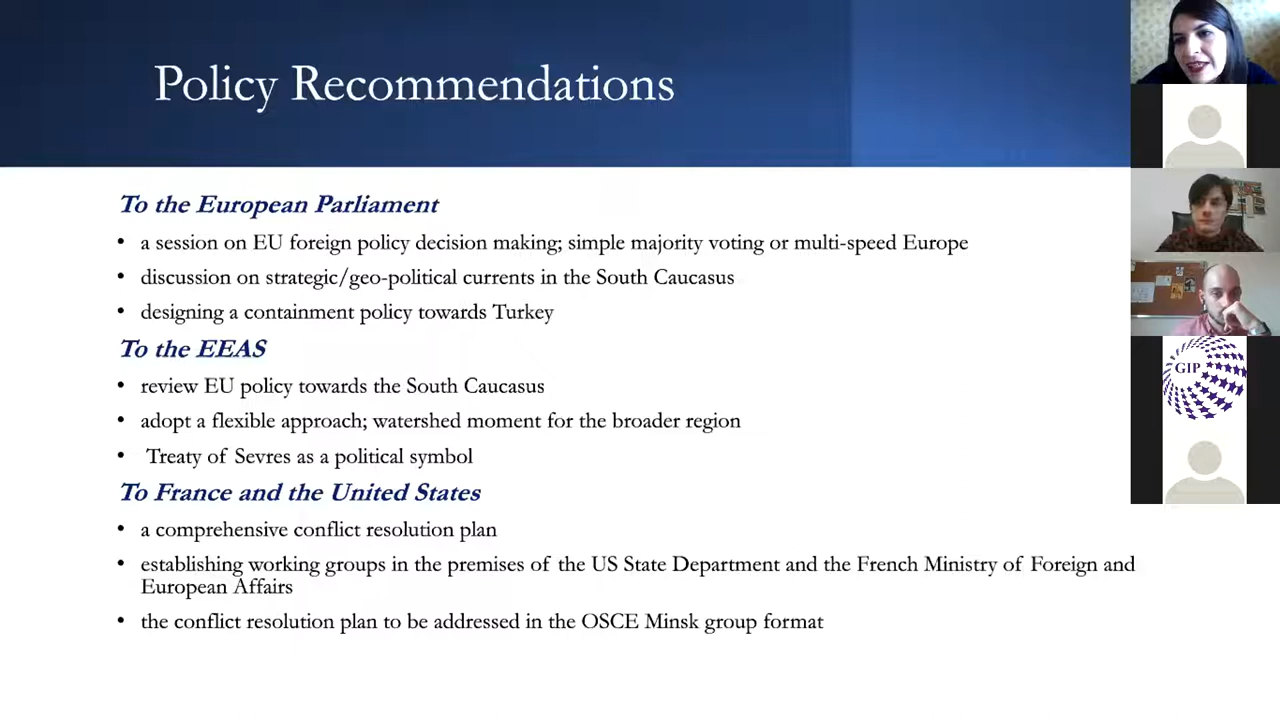 Policy Recommendations
To the European Parliament
• a session on EU foreign policy decision making; simple majority voting or multi-speed Europe
• discussion on strategic/geo-political currents in the South Caucasus
• designing a containment policy towards Turkey
To the EEAS
• review EU policy towards the South Caucasus
• adopt a flexible approach; watershed moment for the broader region
• Treaty of Sevres as a political symbol
To France and the United States
• a comprehensive conflict resolution plan
• establishing working groups in the premises of the US State Department and the French Ministry of Foreign and
European Affairs
• the conflict resolution plan to be addressed in the OSCE Minsk group format
GIP